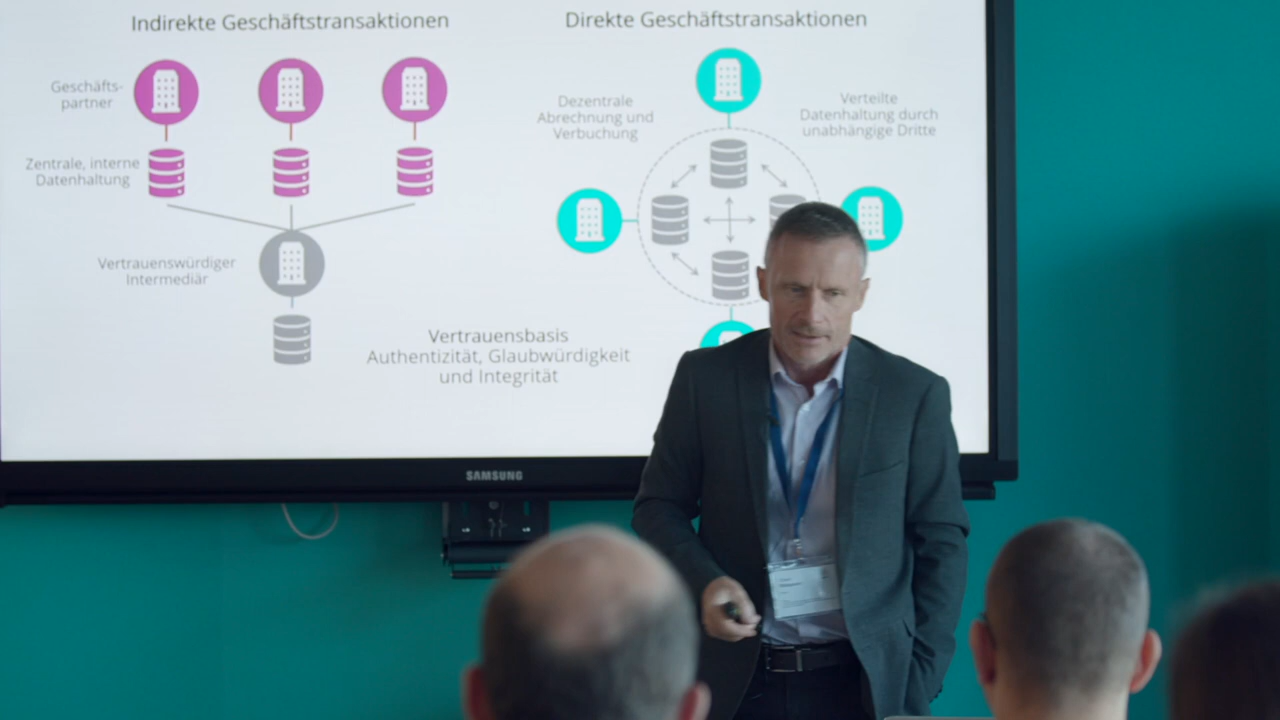 Indirekte Geschäftstransaktionen
Geschäfts-
partner
Zentrale, interne
Datenhaltung
Vertrauenswürdiger
Intermediär
Direkte Geschäftstransaktionen
Dezentrale
Abrechnung und
Verbuchung
Verteilte
Datenhaltung durch
unabhängige Dritte
Vertrauensbasis
Authentizität, Glaubwürdigkeit
und Integrität
SAMSUNG